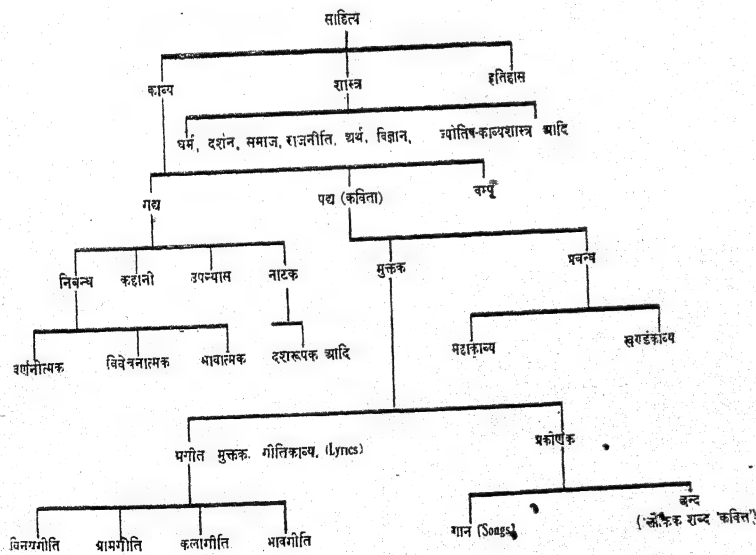 साहित्य
काव्य शास्त्र इतिहास
धर्म, दर्शन, समाज, राजनीति, अर्थ, विज्ञान, ज्योतिष-काव्यशास्त्र आदि
गद्य पद्य (कविता) चम्पूँ
निबन्ध कहानी उपन्यास नाटक मुक्तक प्रबन्ध
वर्णनात्मक विवेचनात्मक भावात्मक दशरूपक आदि महाकाव्य खण्डकाव्य
प्रगीत मुक्तक. गीतिकाव्य. (Lyrics) प्रकीर्णक
विनयगीति ग्रामगीति कलागीति भावगीति गान (Songs) छन्द
शब्द 'कवित्त')